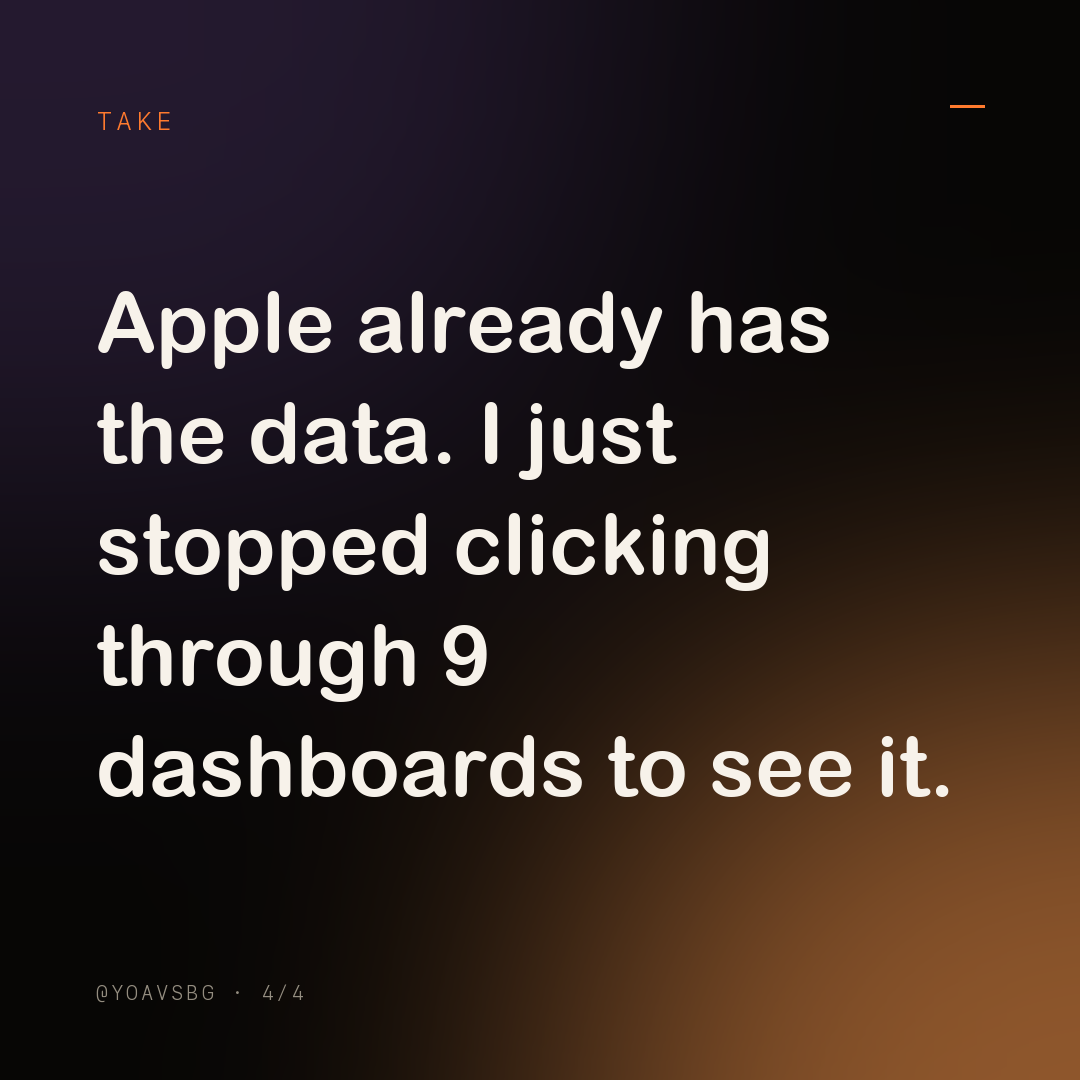 TAKE
Apple already has
the data. I just
stopped clicking
through 9
dashboards to see it.
@YOAVSBG · 4/4